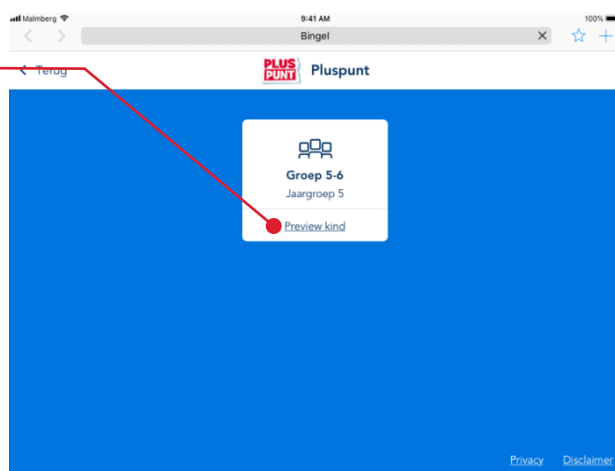 Malmberg 9:41 AM 100%
Bingel
Terug PLUS PUNT Pluspunt
Groep 5-6
Jaargroep 5
Preview kind
Privacy Disclaimer